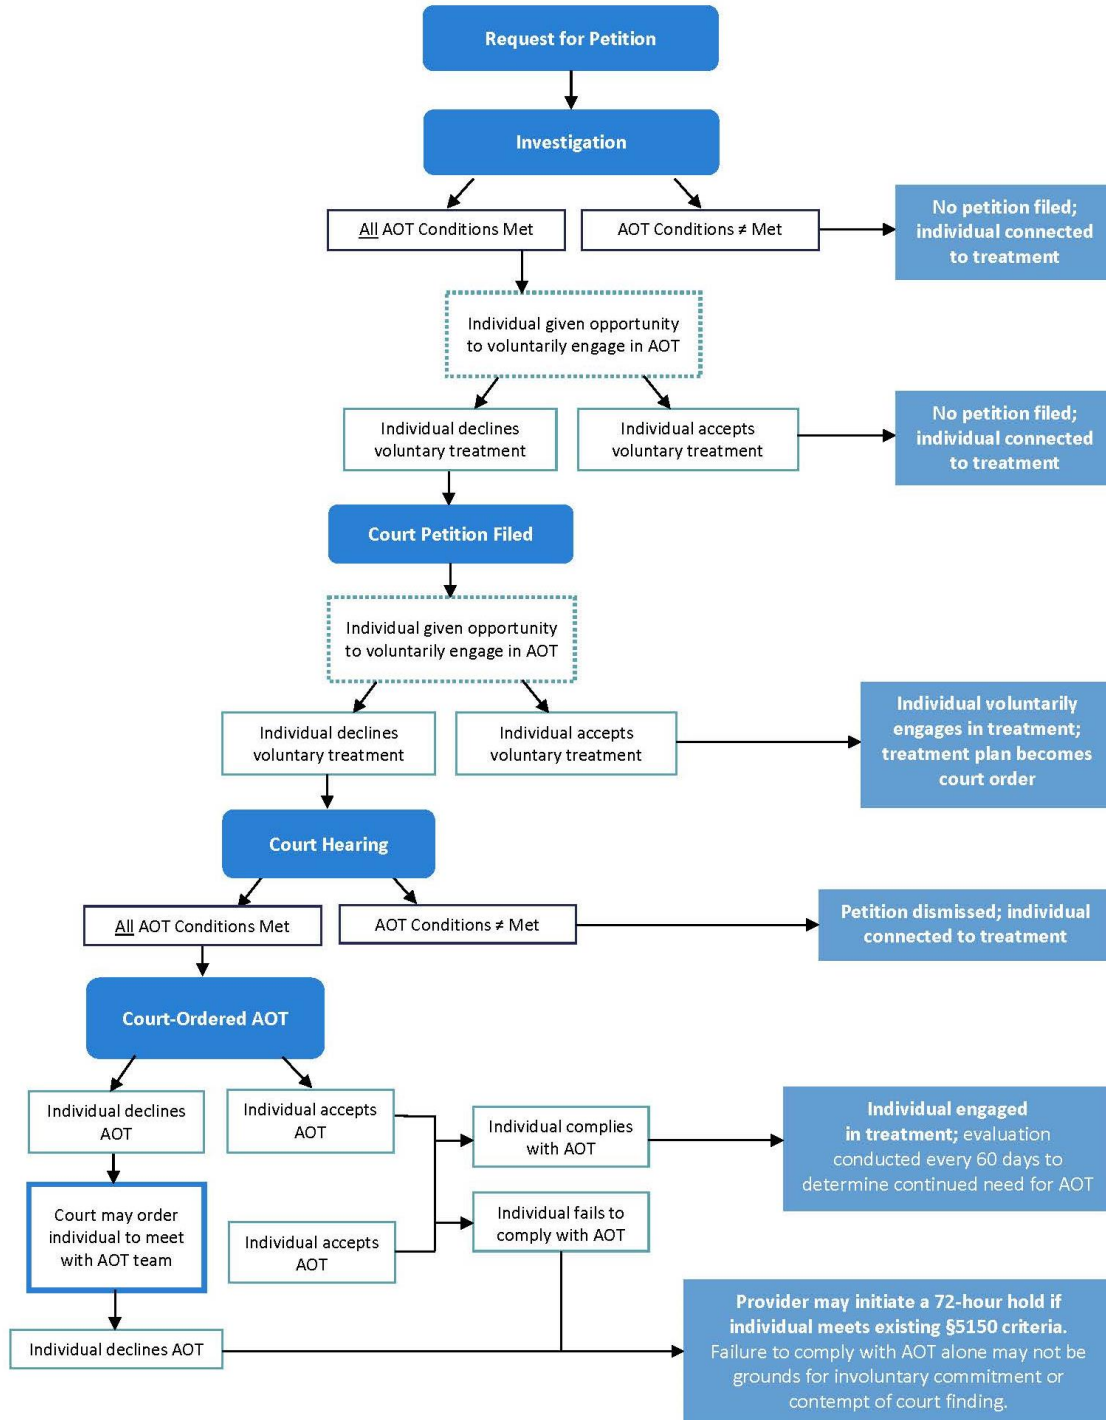 Request for Petition
Investigation
All AOT Conditions Met
AOT Conditions ≠ Met
No petition filed;
individual connected
to treatment
Individual given opportunity
to voluntarily engage in AOT
Individual declines
voluntary treatment
Individual accepts
voluntary treatment
No petition filed;
individual connected
to treatment
Court Petition Filed
Individual given opportunity
to voluntarily engage in AOT
Individual declines
voluntary treatment
Individual accepts
voluntary treatment
Individual voluntarily
engages in treatment;
treatment plan becomes
court order
Court Hearing
All AOT Conditions Met
AOT Conditions ≠ Met
Petition dismissed; individual
connected to treatment
Court-Ordered AOT
Individual declines
AOT
Individual accepts
AOT
Individual complies
with AOT
Individual engaged
in treatment; evaluation
conducted every 60 days to
determine continued need for AOT
Court may order
individual to meet
with AOT team
Individual accepts
AOT
Individual fails to
comply with AOT
Individual declines AOT
Provider may initiate a 72-hour hold if
individual meets existing §5150 criteria.
Failure to comply with AOT alone may not be
grounds for involuntary commitment or
contempt of court finding.